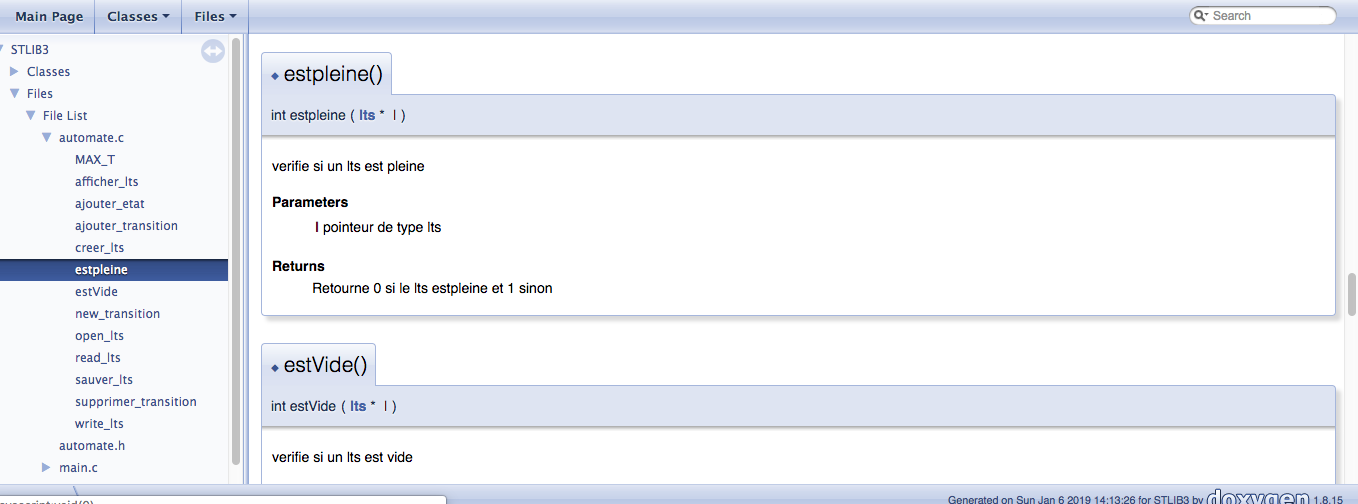 Main Page Classes Files Search
STLIB3
Classes
Files
File List
automate.c
MAX_T
afficher_lts
ajouter_etat
ajouter_transition
creer_lts
estpleine
estVide
new_transition
open_lts
read_lts
sauver_lts
supprimer_transition
write_lts
automate.h
main.c
estpleine()
int estpleine ( lts * l )
verifie si un lts est pleine
Parameters
l pointeur de type lts
Returns
Retourne 0 si le lts estpleine et 1 sinon
estVide()
int estVide ( lts * l )
verifie si un lts est vide
Generated on Sun Jan 6 2019 14:13:26 for STLIB3 by doxygen 1.8.15